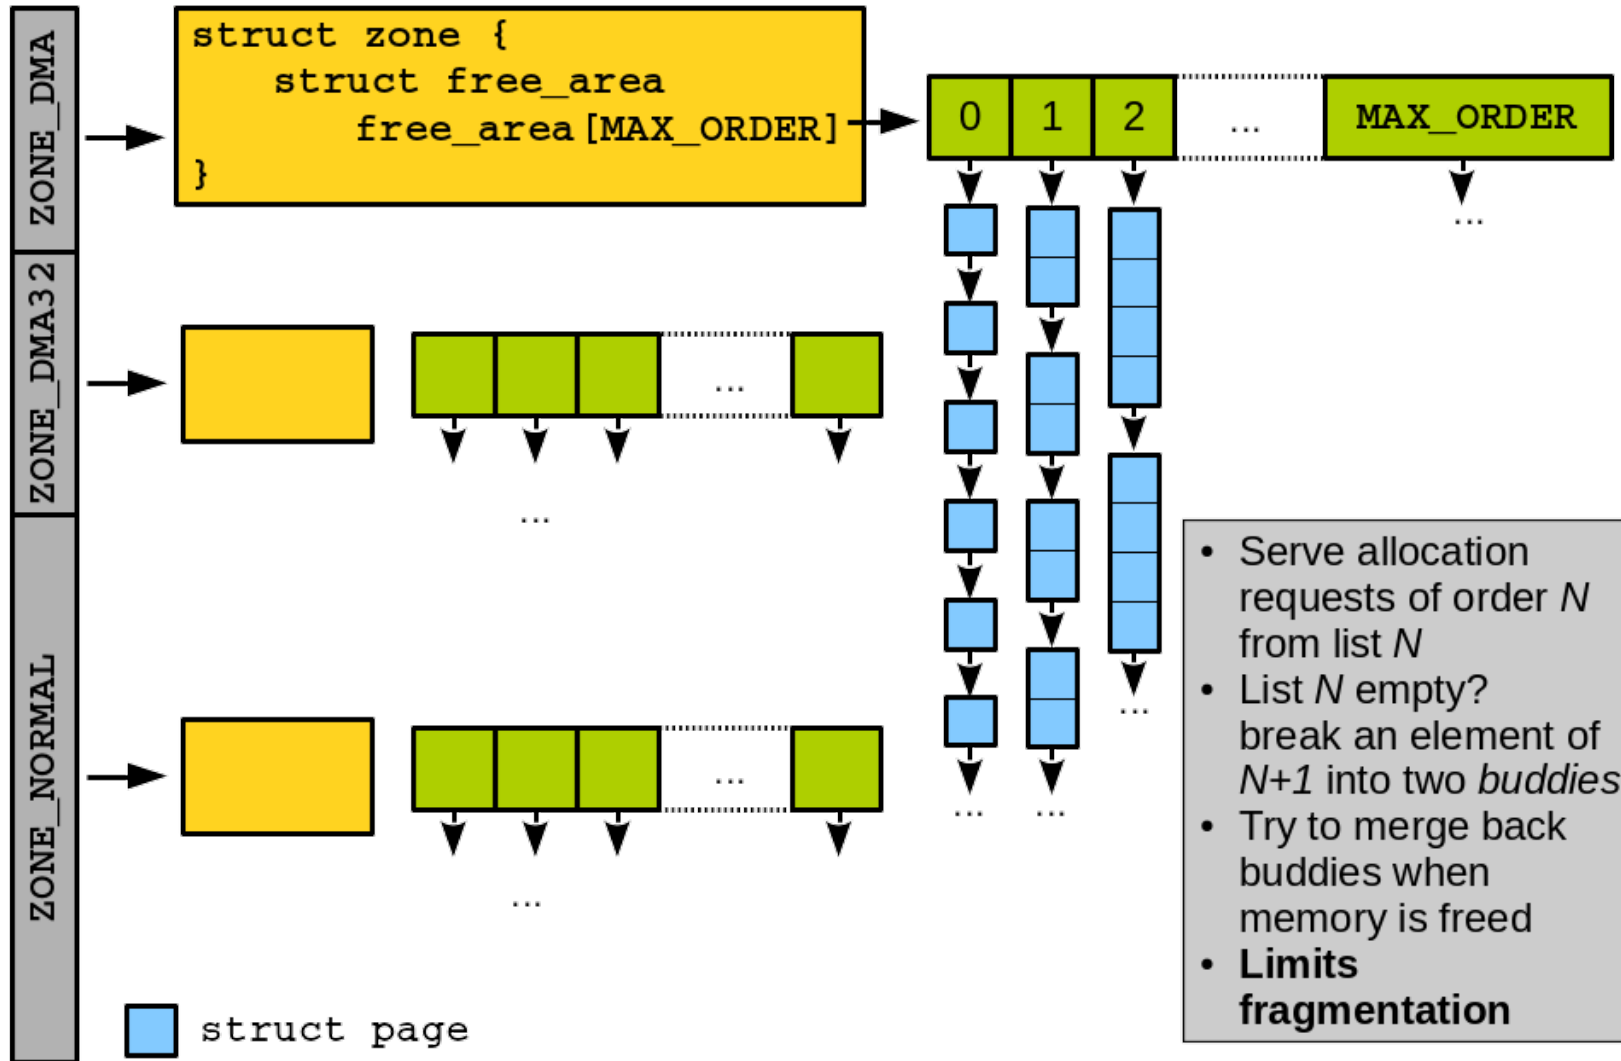 ZONE_DMA
struct zone {
struct free_area
free_area[MAX_ORDER]
}
0 1 2 ... MAX_ORDER
...
ZONE_DMA32
...
...
ZONE_NORMAL
...
...
... ... ...
• Serve allocation
requests of order N
from list N
• List N empty?
break an element of
N+1 into two buddies
• Try to merge back
buddies when
memory is freed
• Limits
fragmentation
struct page